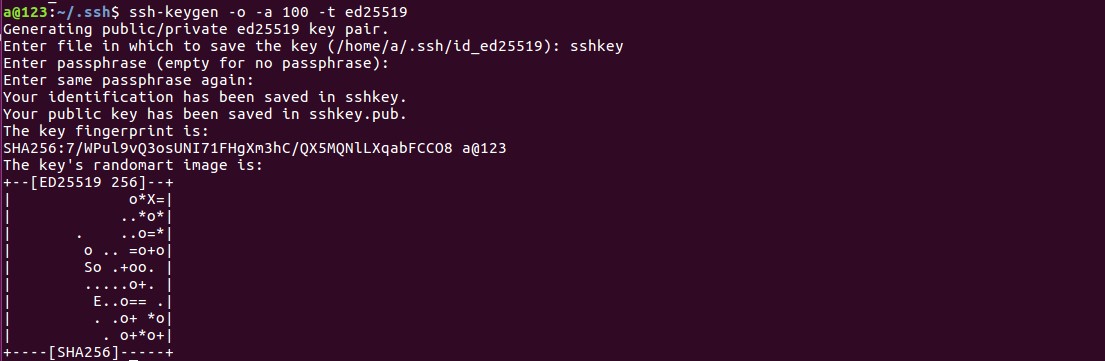 a@123:~/.ssh$ ssh-keygen -o -a 100 -t ed25519
Generating public/private ed25519 key pair.
Enter file in which to save the key (/home/a/.ssh/id_ed25519): sshkey
Enter passphrase (empty for no passphrase):
Enter same passphrase again:
Your identification has been saved in sshkey.
Your public key has been saved in sshkey.pub.
The key fingerprint is:
SHA256:7/WPul9vQ3osUNI71FHgXm3hC/QX5MQNlLXqabFCCO8 a@123
The key's randomart image is:
+--[ED25519 256]--+
|              o*X=|
|             ..*o*|
|        .    ..o=*|
|         o .. =o+o|
|         So .+oo. |
|         .....o+. |
|          E..o== .|
|          . .o+ *o|
|           . o+*o+|
+----[SHA256]-----+